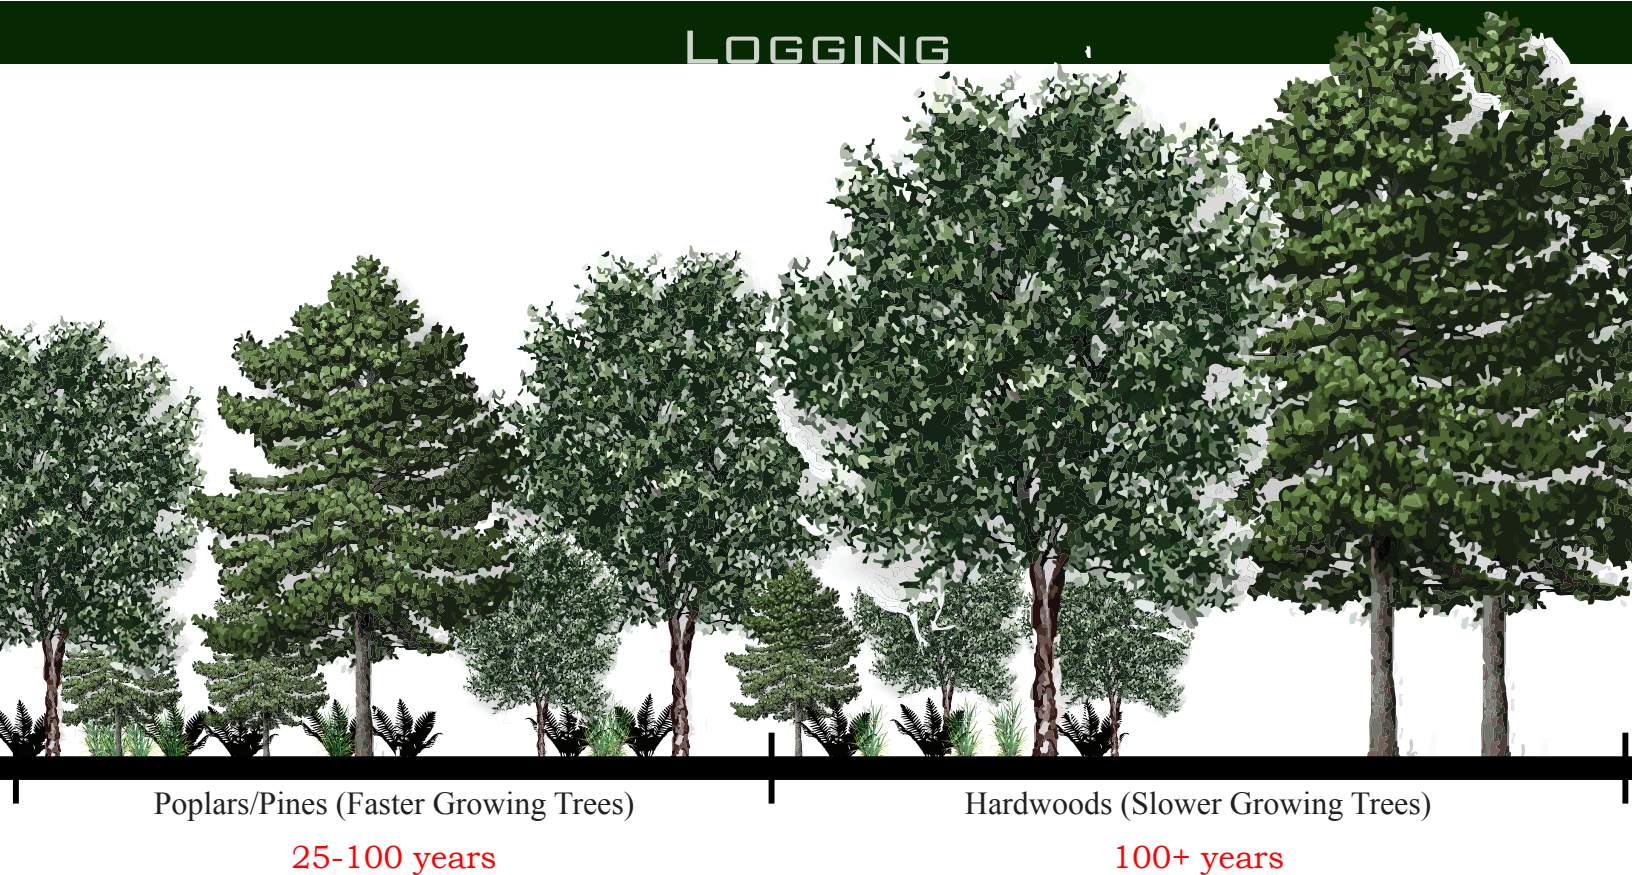 LOGGING
Poplars/Pines (Faster Growing Trees)
Hardwoods (Slower Growing Trees)
25-100 years
100+ years